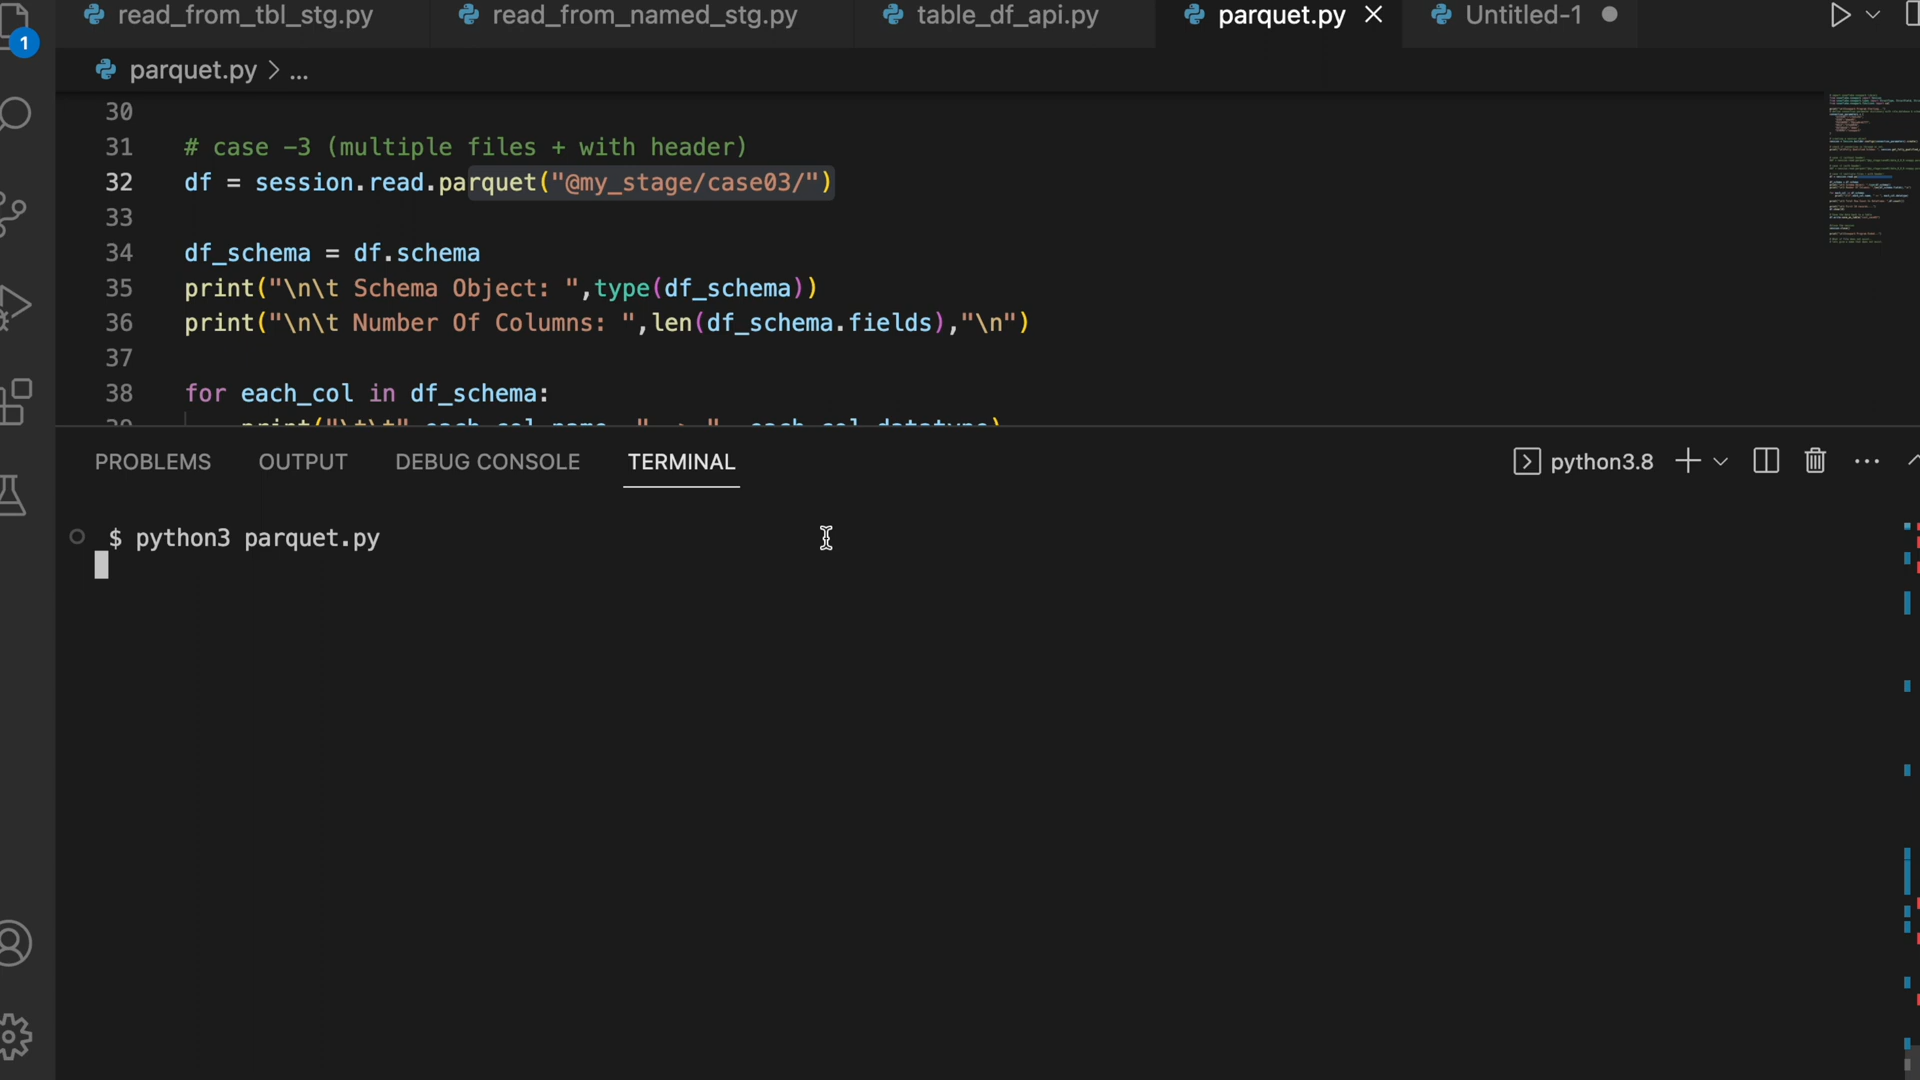 read_from_tbl_stg.py
read_from_named_stg.py
table_df_api.py
parquet.py
Untitled-1
1
parquet.py > ...
30
31 # case -3 (multiple files + with header)
32 df = session.read.parquet("@my_stage/case03/")
33
34 df_schema = df.schema
35 print("\n\t Schema Object: ",type(df_schema))
36 print("\n\t Number Of Columns: ",len(df_schema.fields),"\n")
37
38 for each_col in df_schema:
PROBLEMS OUTPUT DEBUG CONSOLE TERMINAL
python3.8
$ python3 parquet.py